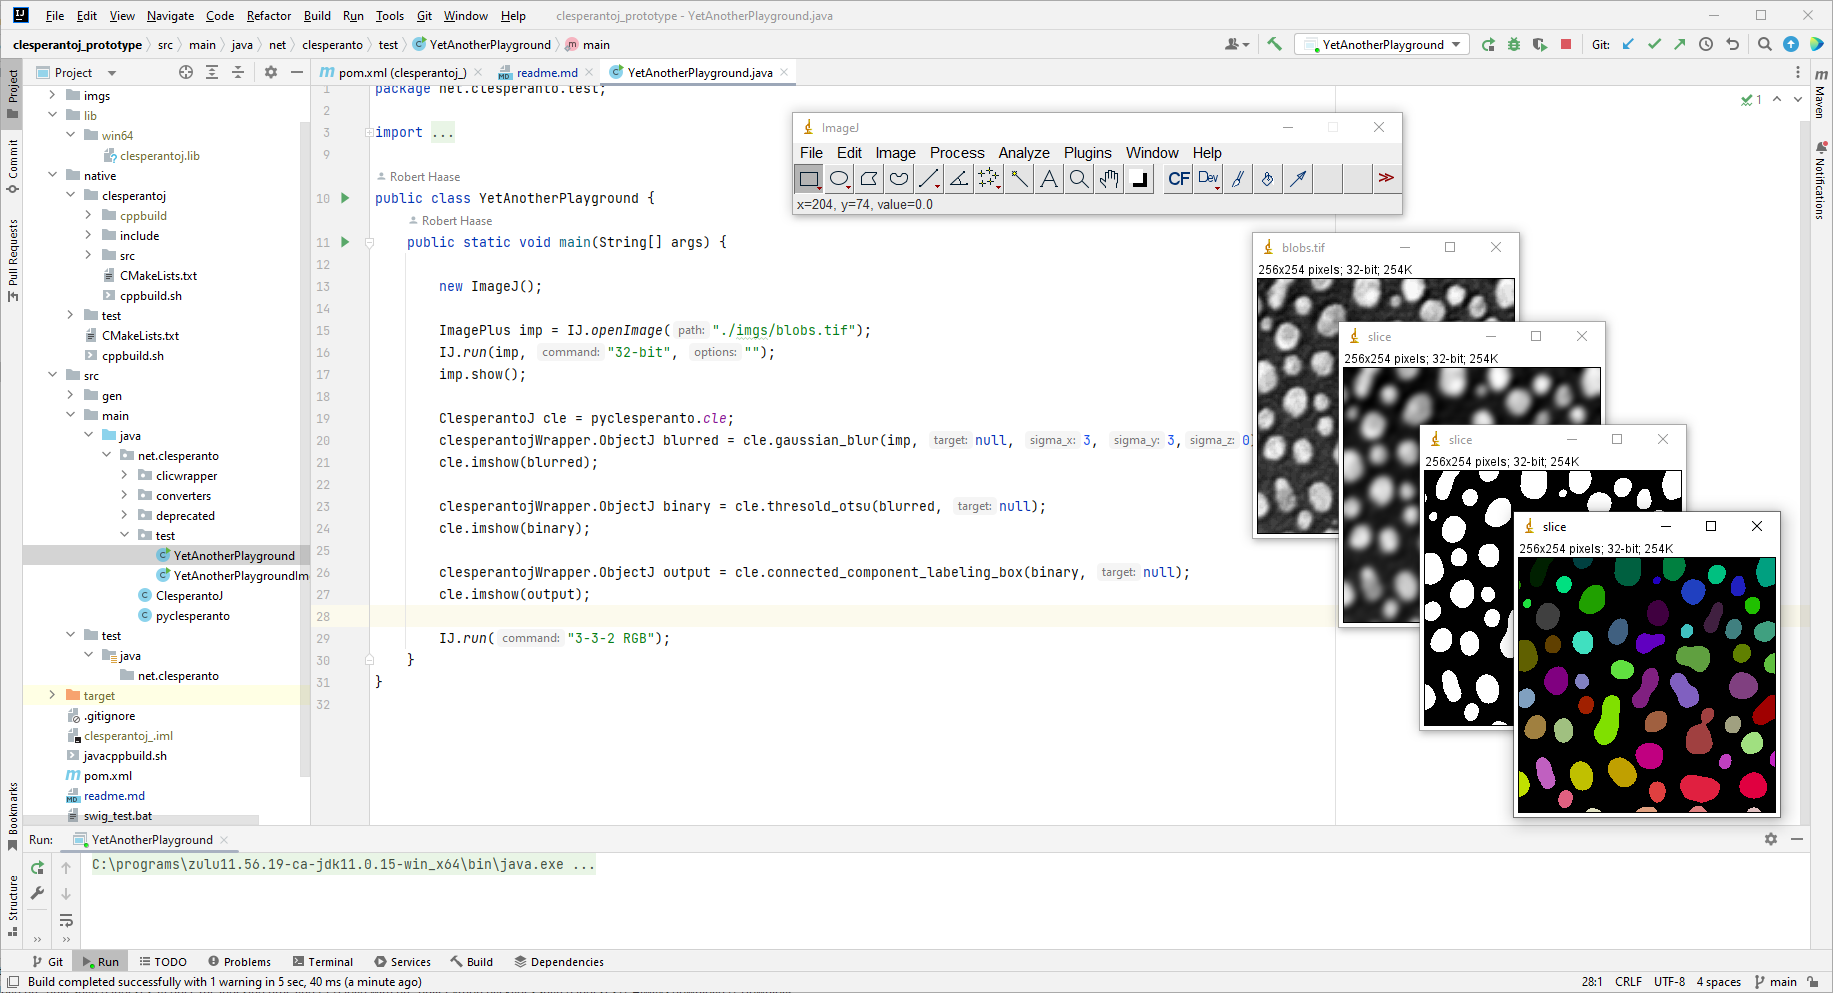 File Edit View Navigate Code Refactor Build Run Tools Git Window Help clesperantoj_prototype - YetAnotherPlayground.java
clesperantoj_prototype src main java net clesperanto test YetAnotherPlayground main
YetAnotherPlayground Git:
Project
pom.xml (clesperantoj_) readme.md YetAnotherPlayground.java
Project
Commit
Pull Requests
Bookmarks
Structure
imgs
lib
win64
clesperantoj.lib
native
clesperantoj
cppbuild
include
src
CMakeLists.txt
cppbuild.sh
test
CMakeLists.txt
cppbuild.sh
src
gen
main
java
net.clesperanto
clicwrapper
converters
deprecated
test
YetAnotherPlayground
YetAnotherPlaygroundIm
ClesperantoJ
pyclesperanto
test
java
net.clesperanto
target
.gitignore
clesperantoj_.iml
javacppbuild.sh
pom.xml
readme.md
swig_test.bat
1 package net.clesperanto.test;
2
3 import ...
9
Robert Haase
10 public class YetAnotherPlayground {
Robert Haase
11 public static void main(String[] args) {
12
13 new ImageJ();
14
15 ImagePlus imp = IJ.openImage( path: "./imgs/blobs.tif");
16 IJ.run(imp, command: "32-bit", options: "");
17 imp.show();
18
19 ClesperantoJ cle = pyclesperanto.cle;
20 clesperantojWrapper.ObjectJ blurred = cle.gaussian_blur(imp, target: null, sigma_x: 3, sigma_y: 3, sigma_z: 0)
21 cle.imshow(blurred);
22
23 clesperantojWrapper.ObjectJ binary = cle.thresold_otsu(blurred, target: null);
24 cle.imshow(binary);
25
26 clesperantojWrapper.ObjectJ output = cle.connected_component_labeling_box(binary, target: null);
27 cle.imshow(output);
28
29 IJ.run( command: "3-3-2 RGB");
30 }
31 }
32
1
Maven
Notifications
ImageJ
File Edit Image Process Analyze Plugins Window Help
A CF Dev >>
x=204, y=74, value=0.0
blobs.tif
256x254 pixels; 32-bit; 254K
slice
256x254 pixels; 32-bit; 254K
slice
256x254 pixels; 32-bit; 254K
slice
256x254 pixels; 32-bit; 254K
Run: YetAnotherPlayground
C:\programs\zulu11.56.19-ca-jdk11.0.15-win_x64\bin\java.exe ...
Git Run TODO Problems Terminal Services Build Dependencies
Build completed successfully with 1 warning in 5 sec, 40 ms (a minute ago) 28:1 CRLF UTF-8 4 spaces main